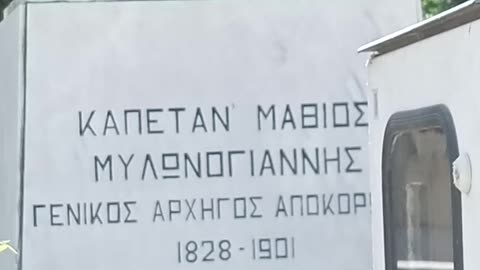 ΚΑΠΕΤΑΝ' ΜΑΘΙΟΣ
ΜΥΛΩΝΟΓΙΑΝΝΗΣ
ΓΕΝΙΚΟΣ ΑΡΧΗΓΟΣ ΑΠΟΚΟΡ
1828-1901